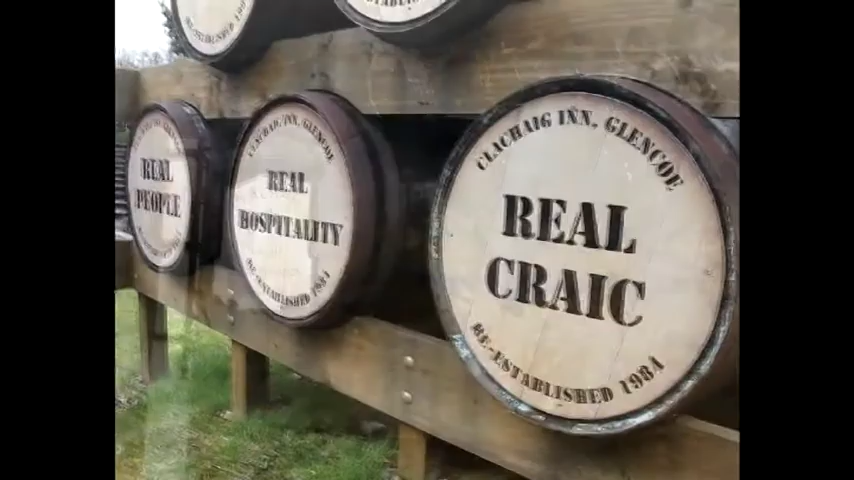 REAL
PEOPLE
CLACHAIG INN, GLENCOE
REAL
HOSPITALITY
RE-ESTABLISHED 1984
CLACHAIG INN, GLENCOE
REAL
CRAIC
RE-ESTABLISHED 1984